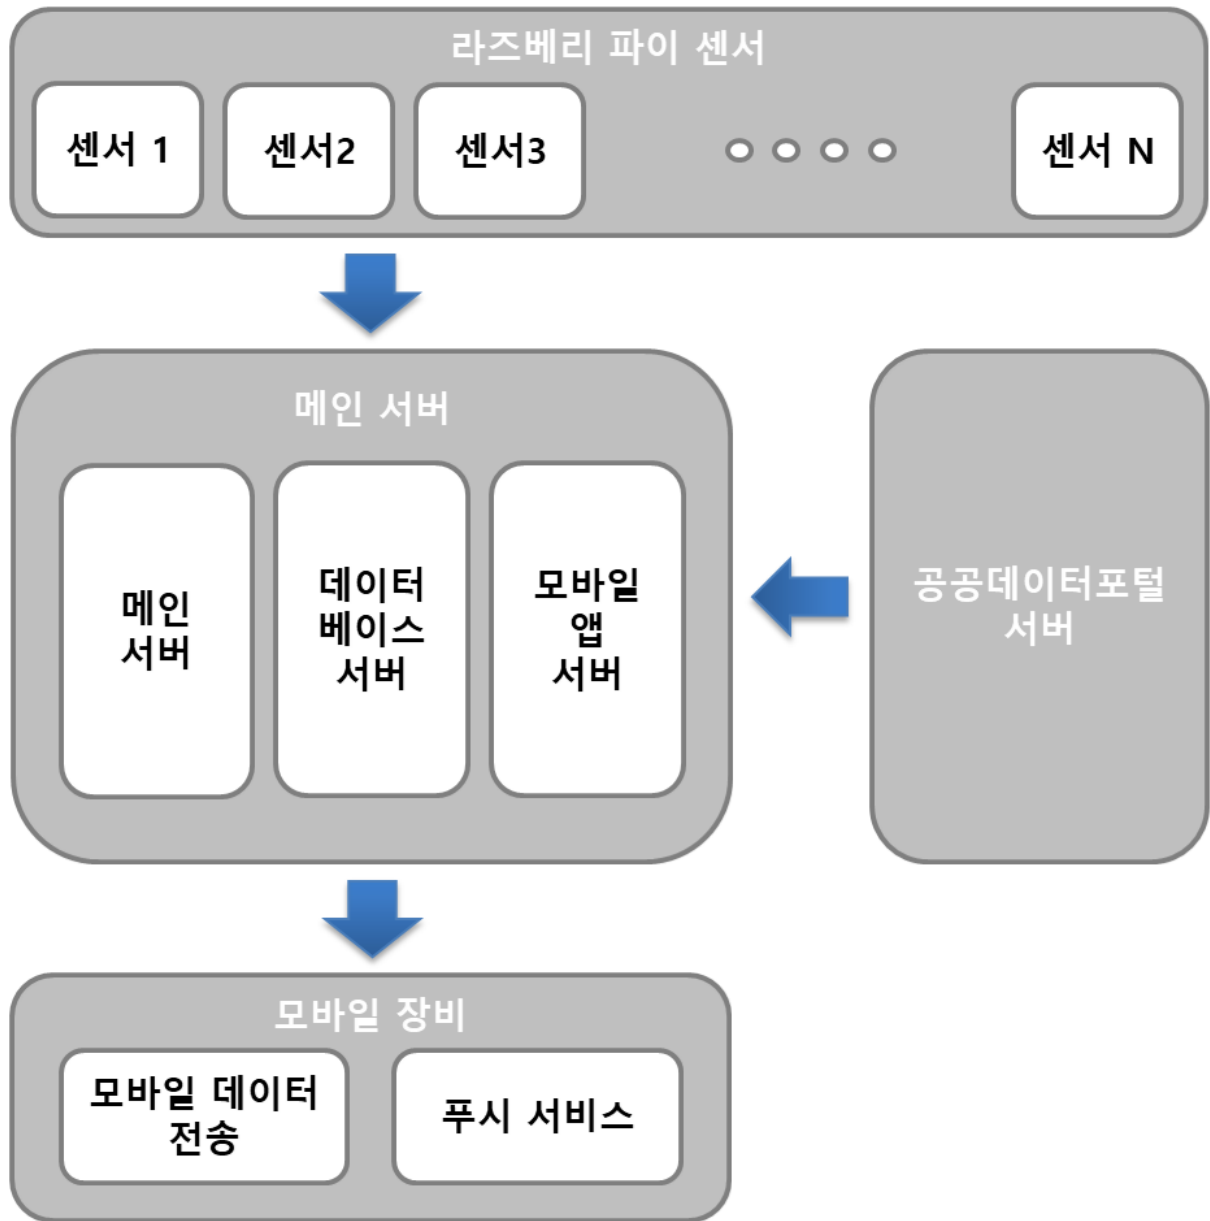 라즈베리 파이 센서
센서 1
센서2
센서3
센서 N
메인 서버
메인
서버
데이터
베이스
서버
모바일
앱
서버
공공데이터포털
서버
모바일 장비
모바일 데이터
전송
푸시 서비스